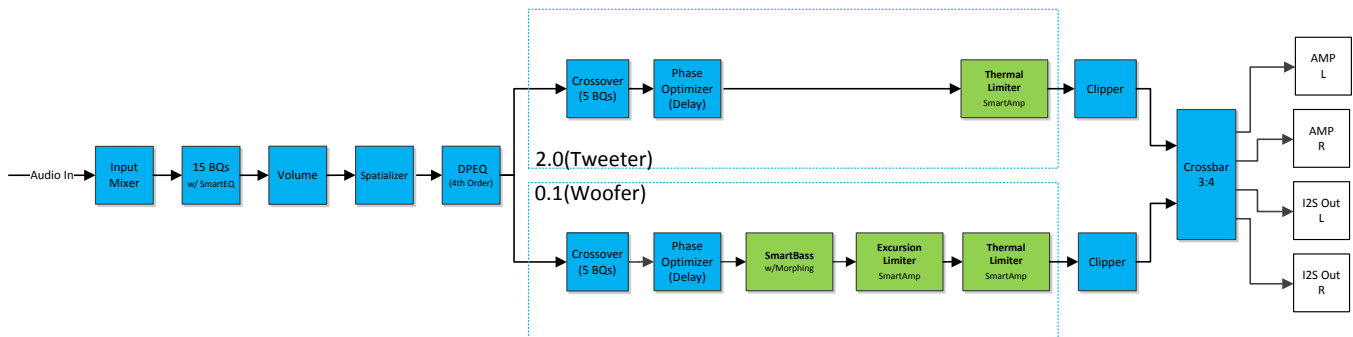 Audio In
Input
Mixer
15 BQs
w/ SmartEQ
Volume
Spatializer
DPEQ
(4th Order)
Crossover
(5 BQs)
Phase
Optimizer
(Delay)
Thermal
Limiter
SmartAmp
2.0(Tweeter)
Clipper
0.1(Woofer)
Crossover
(5 BQs)
Phase
Optimizer
(Delay)
SmartBass
w/Morphing
Excursion
Limiter
SmartAmp
Thermal
Limiter
SmartAmp
Clipper
Crossbar
3:4
AMP
L
AMP
R
I2S Out
L
I2S Out
R